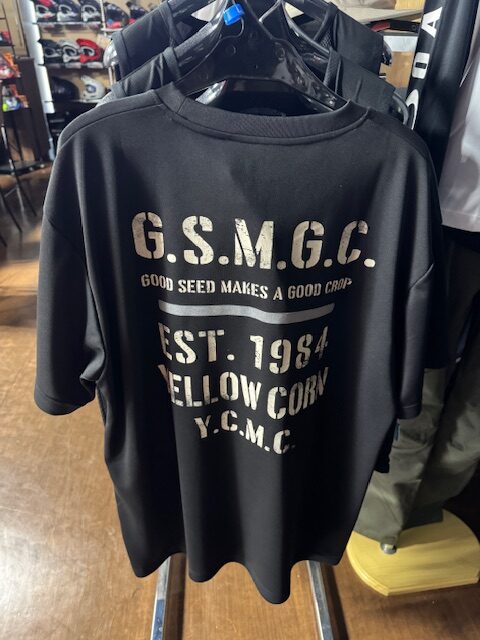 G.S.M.G.C.
GOOD SEED MAKES A GOOD CROP
EST. 1984
YELLOW CORN
Y.C.M.C.